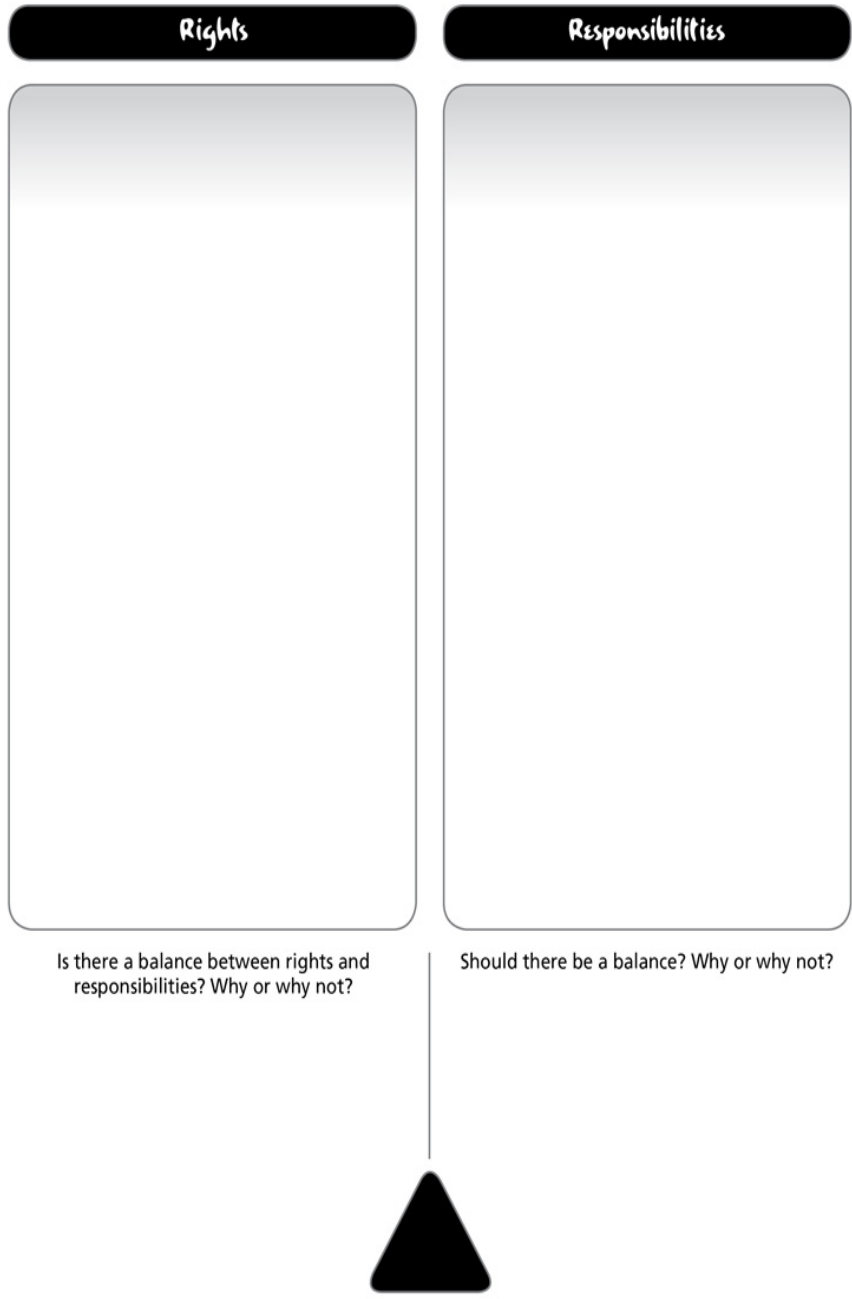 Rights
Responsibilities
Is there a balance between rights and
responsibilities? Why or why not?
Should there be a balance? Why or why not?